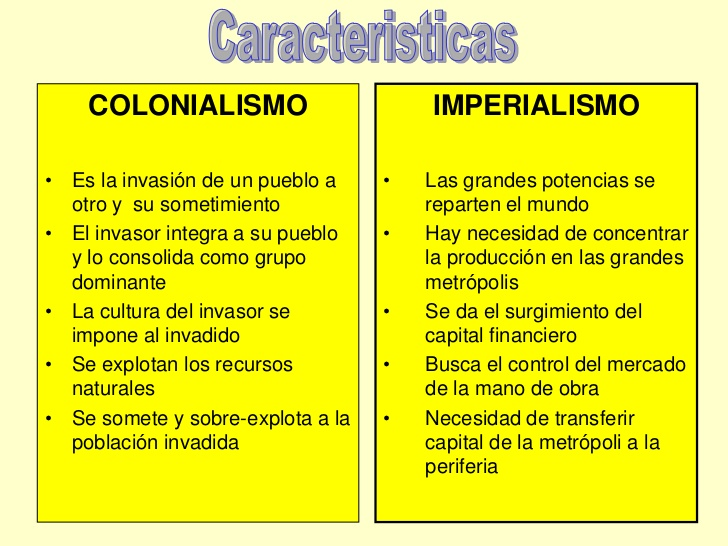 Caracteristicas
COLONIALISMO
• Es la invasión de un pueblo a
otro y  su sometimiento
• El invasor integra a su pueblo
y lo consolida como grupo
dominante
• La cultura del invasor se
impone al invadido
• Se explotan los recursos
naturales
• Se somete y sobre-explota a la
población invadida
IMPERIALISMO
• Las grandes potencias se
reparten el mundo
• Hay necesidad de concentrar
la producción en las grandes
metrópolis
• Se da el surgimiento del
capital financiero
• Busca el control del mercado
de la mano de obra
• Necesidad de transferir
capital de la metrópoli a la
periferia